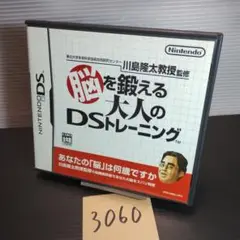 Nintendo
川島隆太教授 監修
脳を鍛える
大人の
DSトレーニング™
NINTENDO DS
あなたの「脳」は何歳ですか
3060